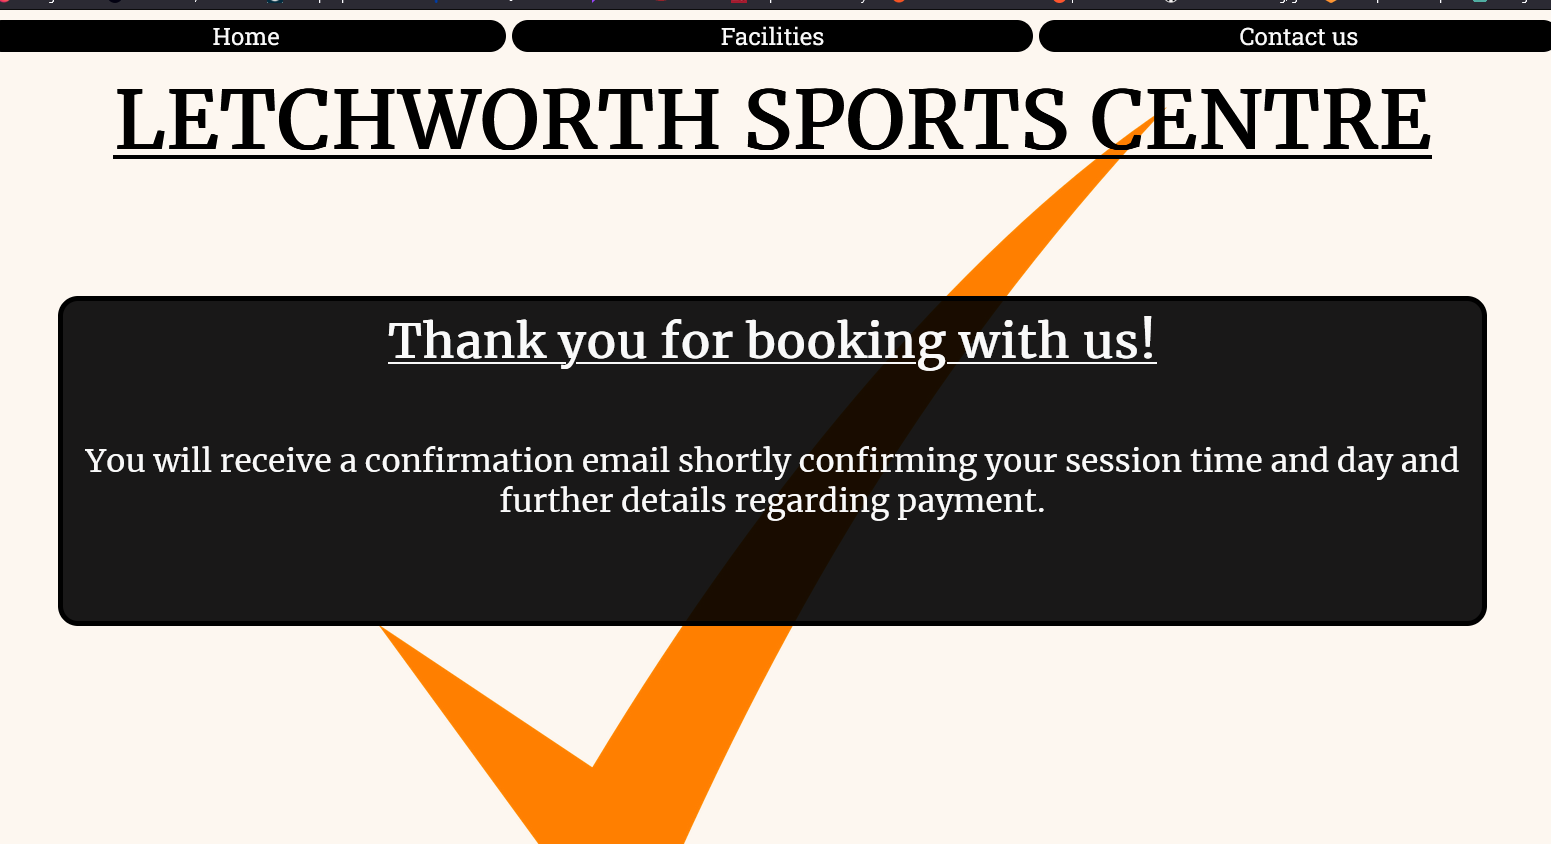 Home
Facilities
Contact us
LETCHWORTH SPORTS CENTRE
Thank you for booking with us!
You will receive a confirmation email shortly confirming your session time and day and
further details regarding payment.